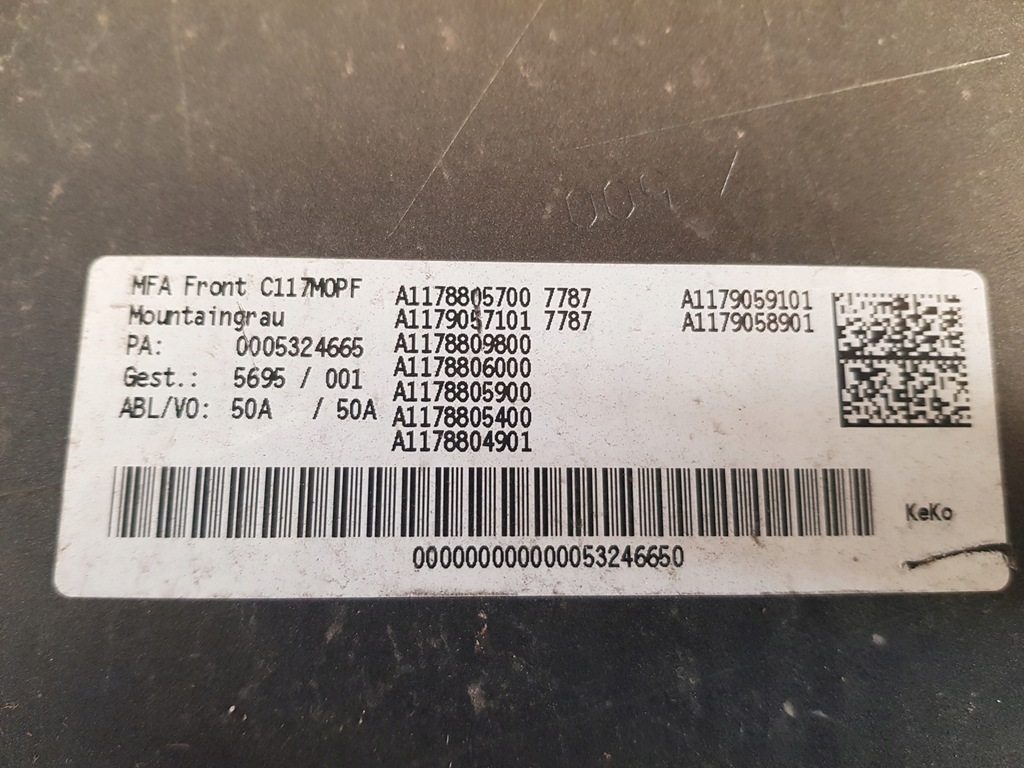 MFA Front C117MOPF
Mountaingrau
PA: 0005324665
Gest.: 5695 / 001
ABL/VO: 50A / 50A
A1178805700 7787
A1179057101 7787
A1178809800
A1178806000
A1178805900
A1178805400
A1178804901
A1179059101
A1179058901
KeKo
00000000000053246650